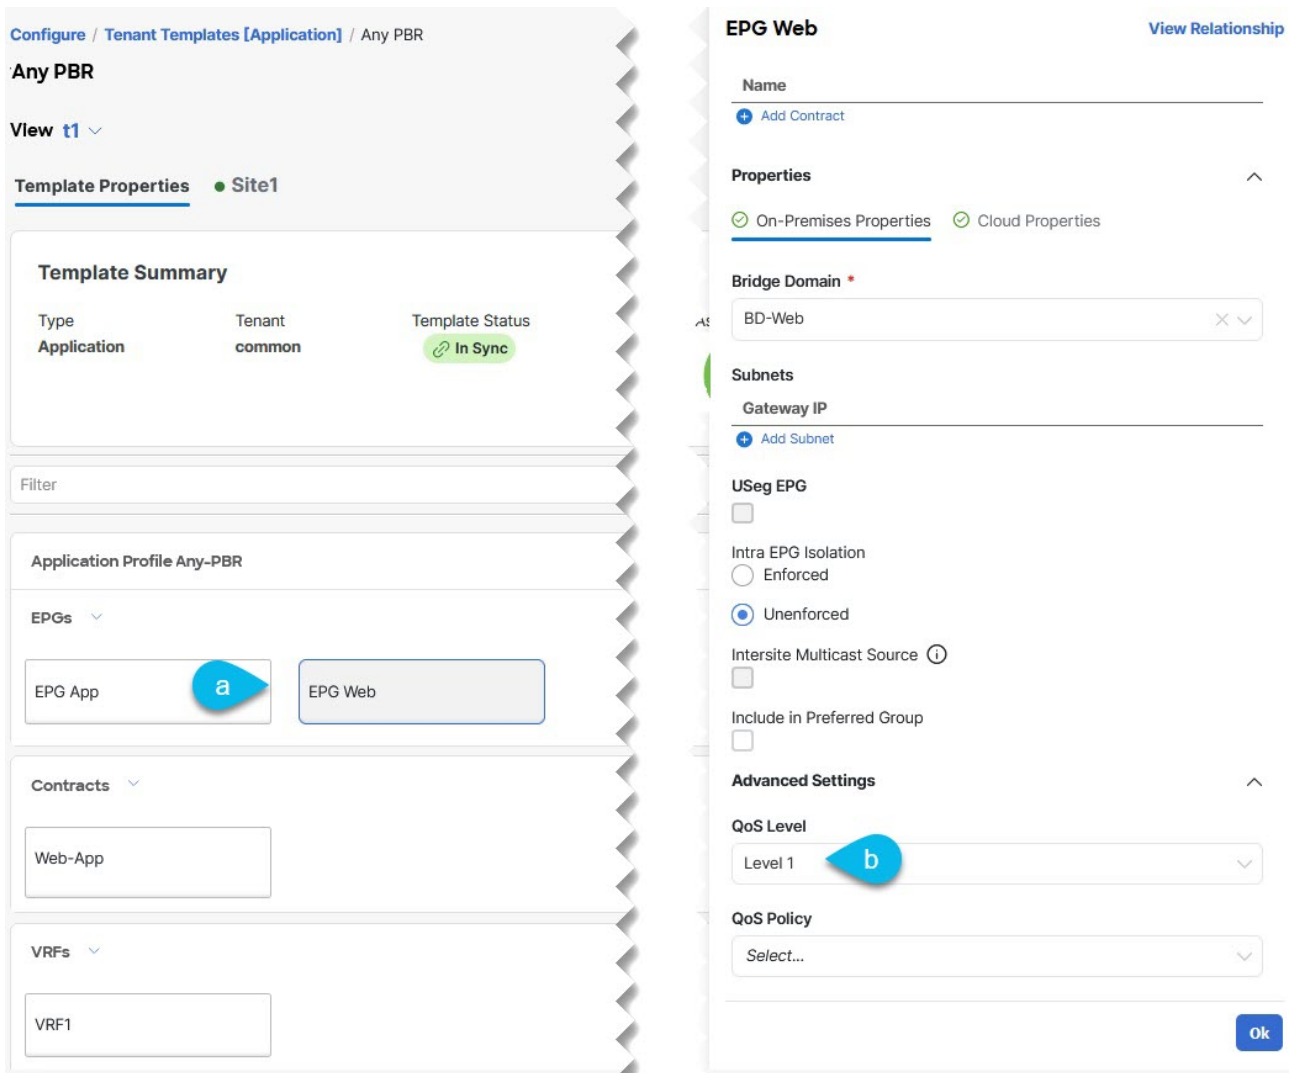 Configure / Tenant Templates [Application] / Any PBR
Any PBR
View t1
Template Properties Site1
Template Summary
Type Tenant Template Status
Application common In Sync
Filter
Application Profile Any-PBR
EPGs
EPG App a EPG Web
Contracts
Web-App
VRFs
VRF1
EPG Web View Relationship
Name
Add Contract
Properties
On-Premises Properties Cloud Properties
Bridge Domain *
BD-Web
Subnets
Gateway IP
Add Subnet
USeg EPG
Intra EPG Isolation
Enforced
Unenforced
Intersite Multicast Source
Include in Preferred Group
Advanced Settings
QoS Level
Level 1 b
QoS Policy
Select...
Ok